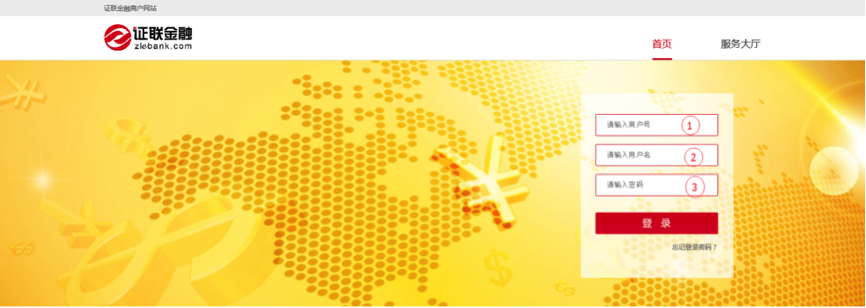 证联金融商户网站
证联金融
zlebank.com
首页
服务大厅
请输入商户号 1
请输入用户名 2
请输入密码 3
登 录
忘记登录密码?